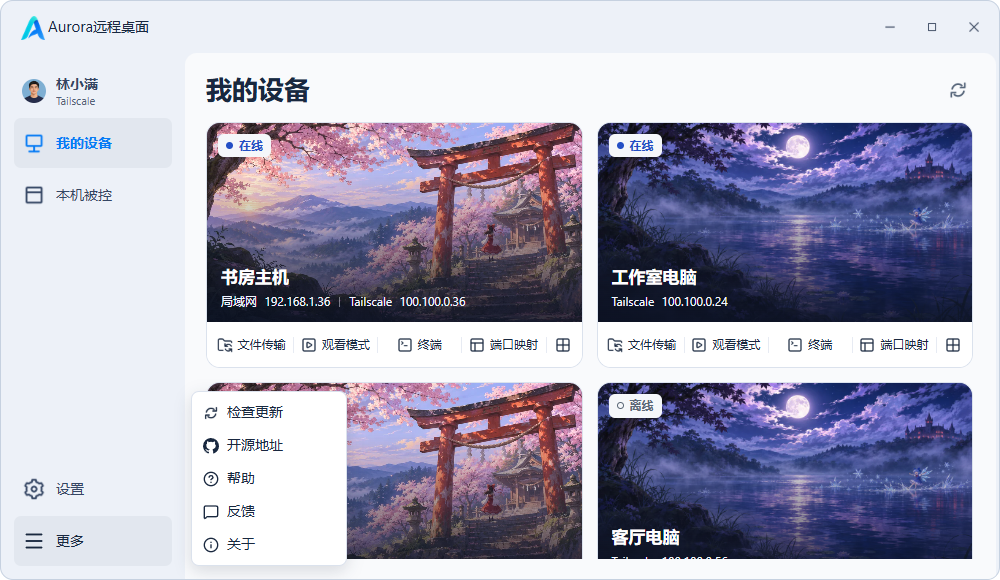 Aurora远程桌面
林小满
Tailscale
我的设备
本机被控
设置
更多
我的设备
在线
书房主机
局域网 192.168.1.36 | Tailscale 100.100.0.36
文件传输 观看模式 终端 端口映射
在线
工作室电脑
Tailscale 100.100.0.24
文件传输 观看模式 终端 端口映射
检查更新
开源地址
帮助
反馈
关于
离线
客厅电脑
Tailscale 100.100.0.56